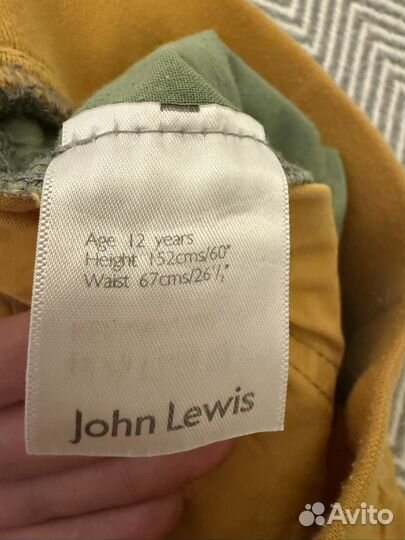 Age 12 years
Height 152cms/60"
Waist 67cms/26½"
John Lewis
Avito